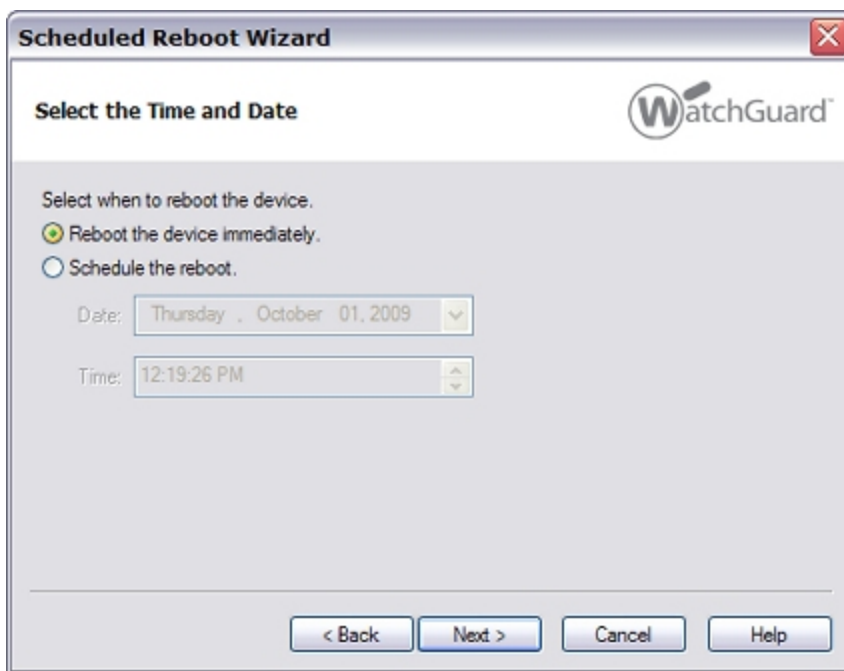 Scheduled Reboot Wizard
Select the Time and Date
WatchGuard™
Select when to reboot the device.
Reboot the device immediately.
Schedule the reboot.
Date: Thursday , October 01, 2009
Time: 12:19:26 PM
< Back Next > Cancel Help